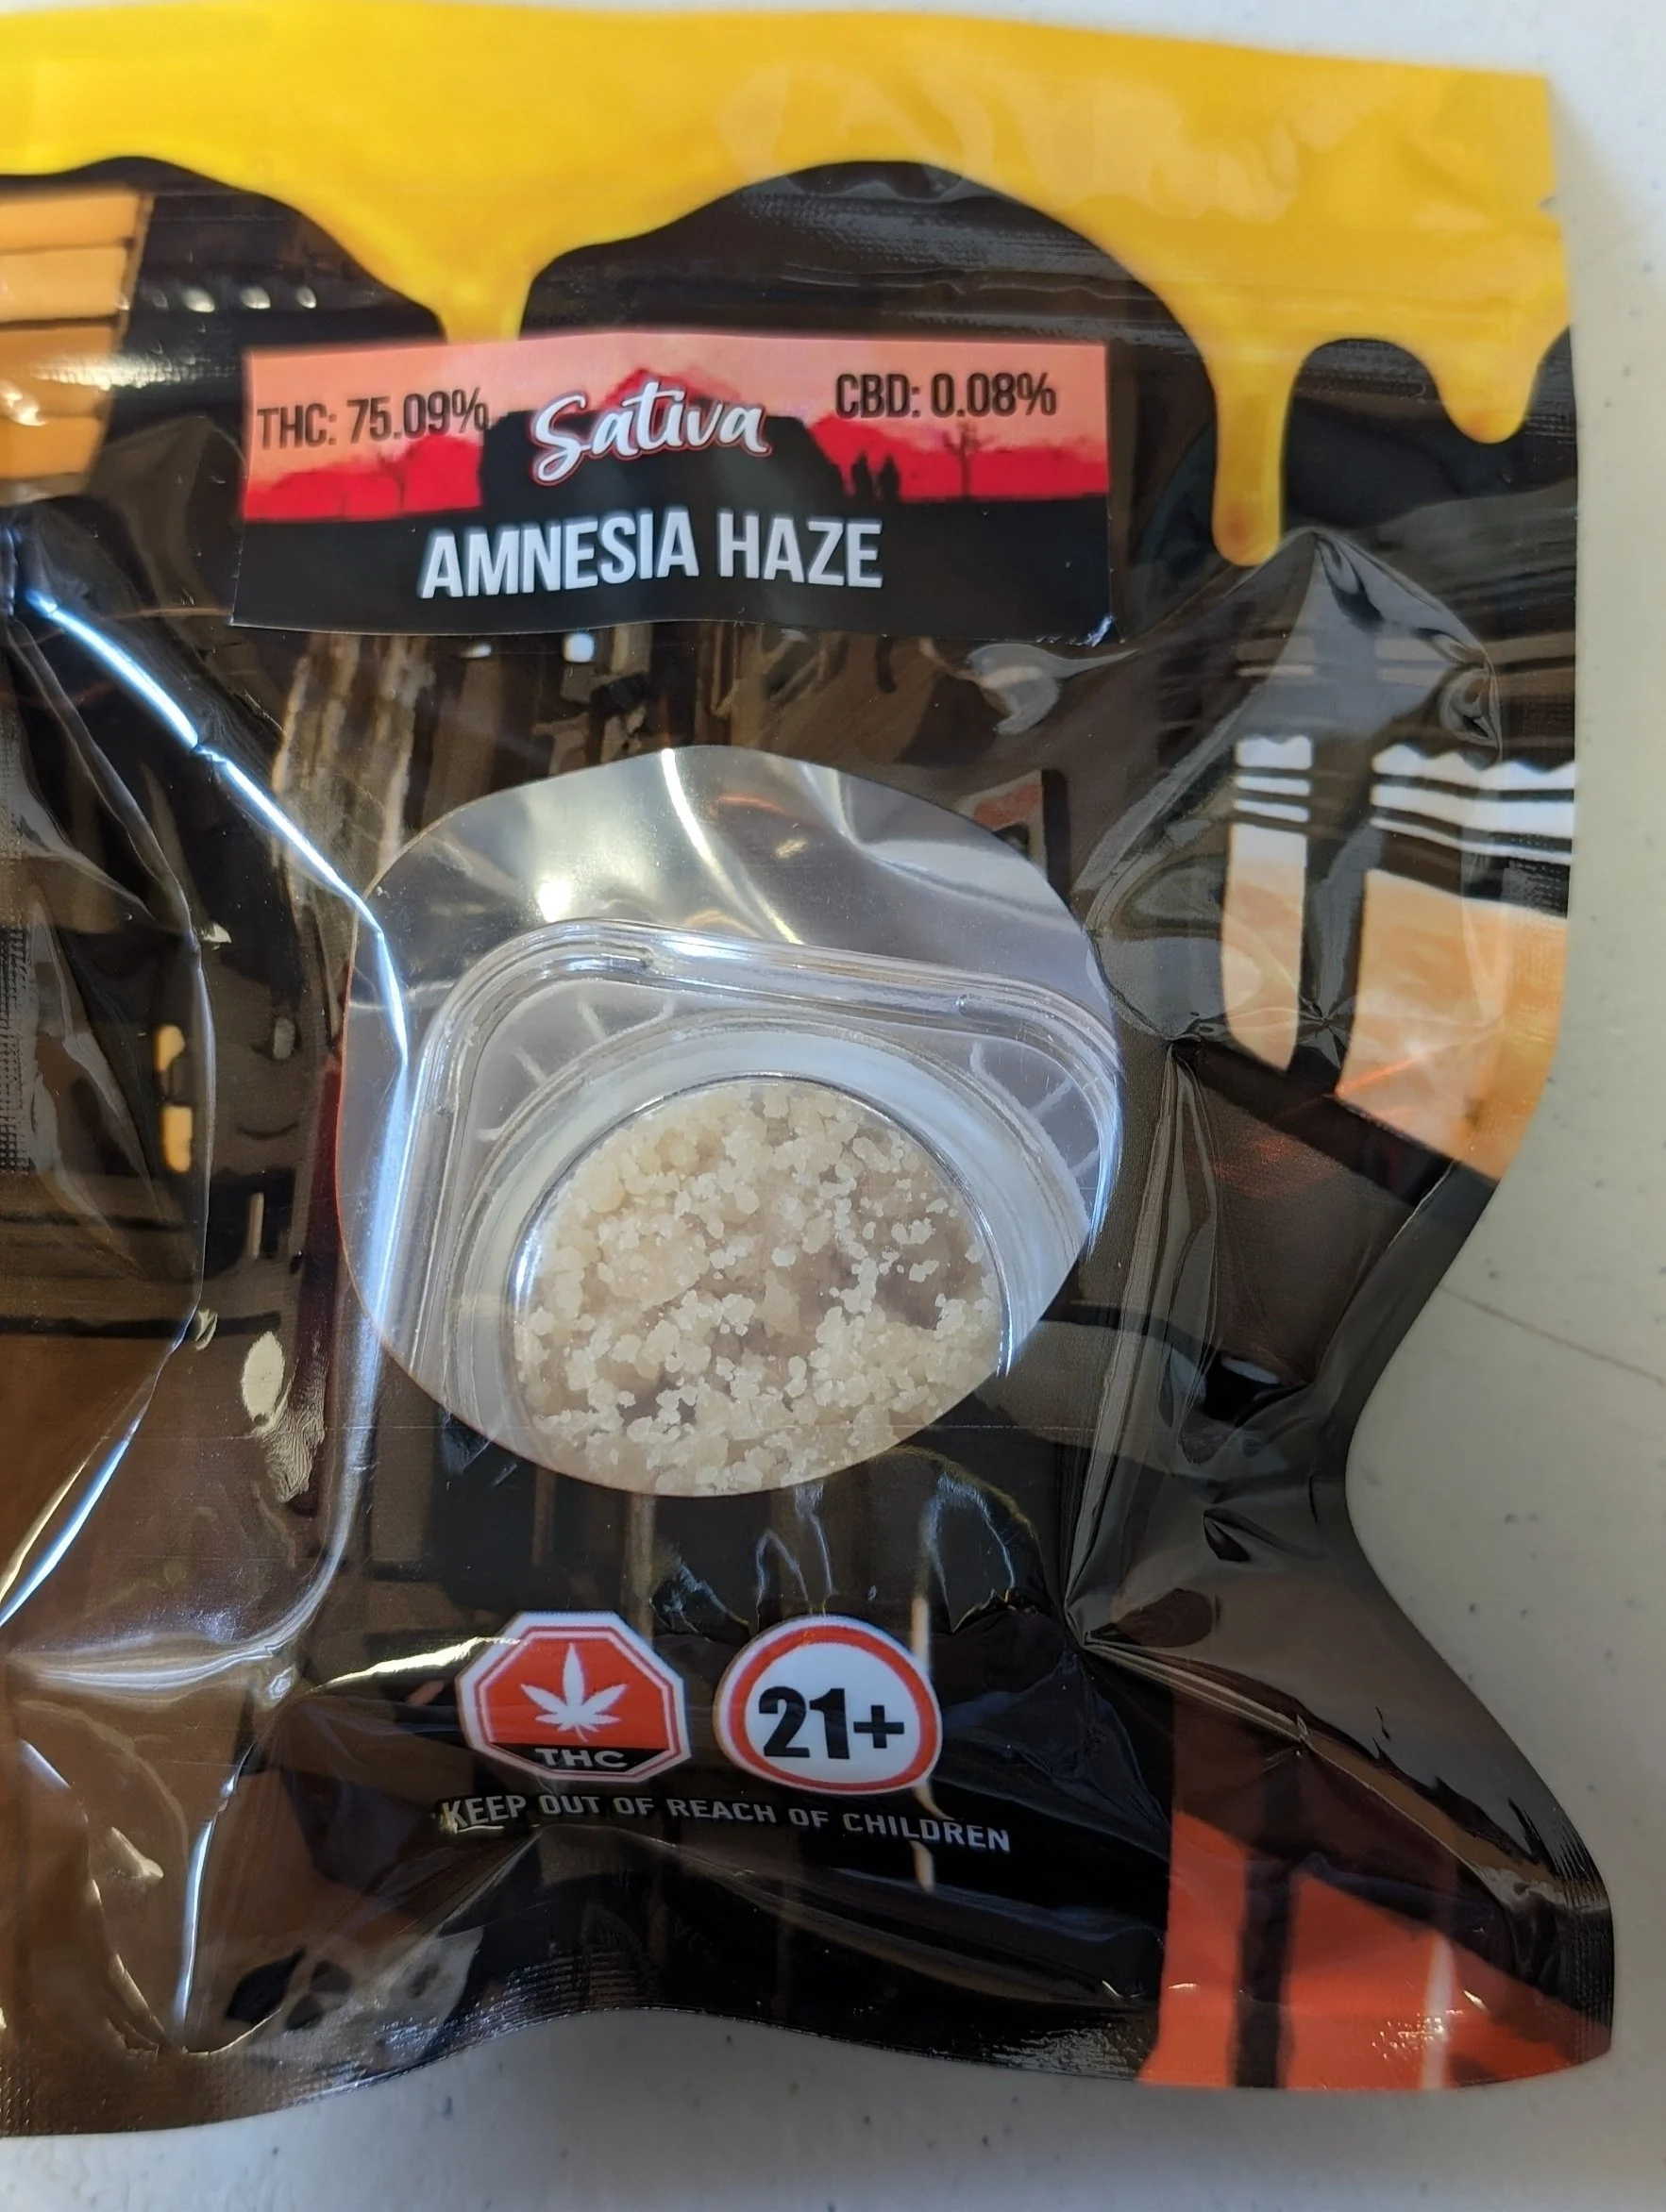 THC: 75.09%
Sativa
CBD: 0.08%
AMNESIA HAZE
THC
21+
KEEP OUT OF REACH OF CHILDREN